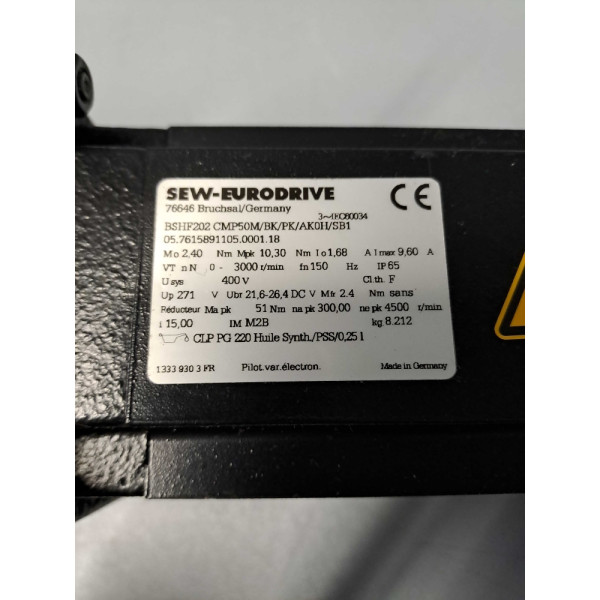 SEW-EURODRIVE
76646 Bruchsal/Germany
3~IEC60034
CE
BSHF202 CMP50M/BK/PK/AK0H/SB1
05.7615891105.0001.18
Mo 2,40 Nm Mpk 10,30 Nm Io 1,68 A Imax 9,60 A
VT nN 0- 3000 r/min fn 150 Hz IP 65
Usys 400 V Cl th F
Up 271 V Ubr 21,6-26,4 DC V Mfr 2.4 Nm sans
Réducteur Ma pk 51 Nm na pk 300,00 ne pk 4500 r/min
i 15,00 IM M2B kg 8.212
CLP PG 220 Huile Synth./PSS/0,25 l
1333 930 3 FR Pilot.var.électron. Made in Germany